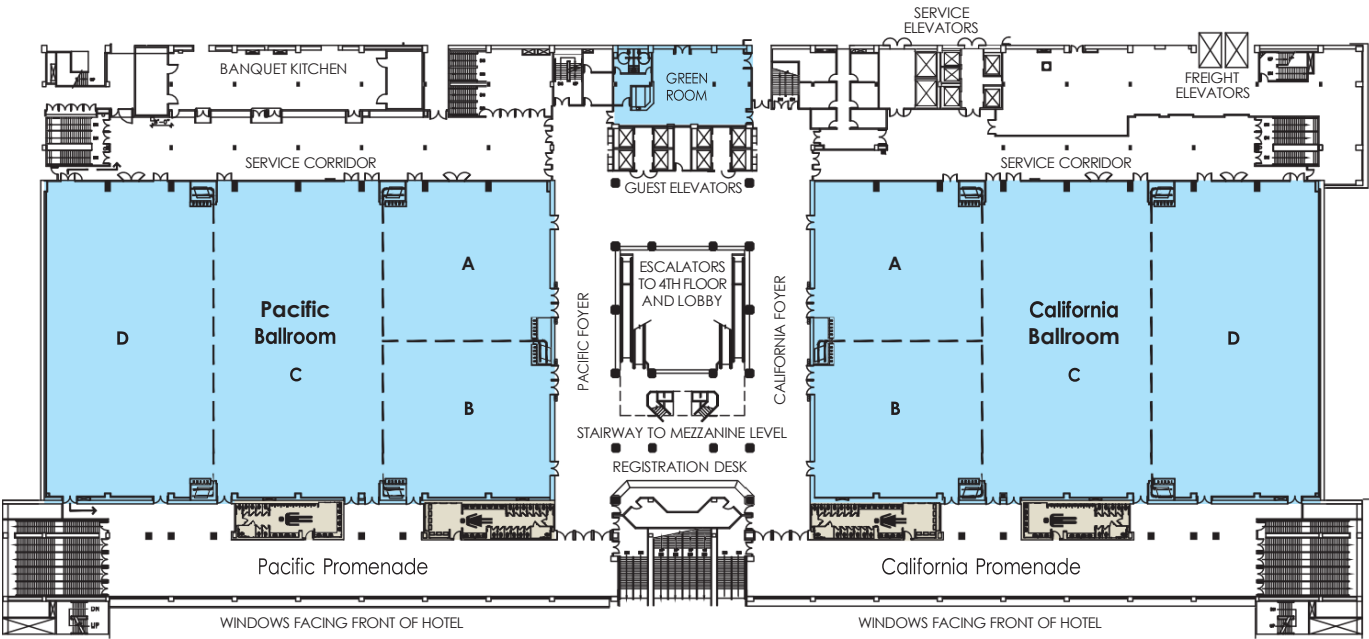 SERVICE
ELEVATORS
BANQUET KITCHEN
GREEN
ROOM
FREIGHT
ELEVATORS
SERVICE CORRIDOR
SERVICE CORRIDOR
GUEST ELEVATORS
A
Pacific
Ballroom
D
C
B
PACIFIC FOYER
ESCALATORS
TO 4TH FLOOR
AND LOBBY
CALIFORNIA FOYER
A
California
Ballroom
D
C
B
STAIRWAY TO MEZZANINE LEVEL
REGISTRATION DESK
Pacific Promenade
California Promenade
WINDOWS FACING FRONT OF HOTEL
WINDOWS FACING FRONT OF HOTEL